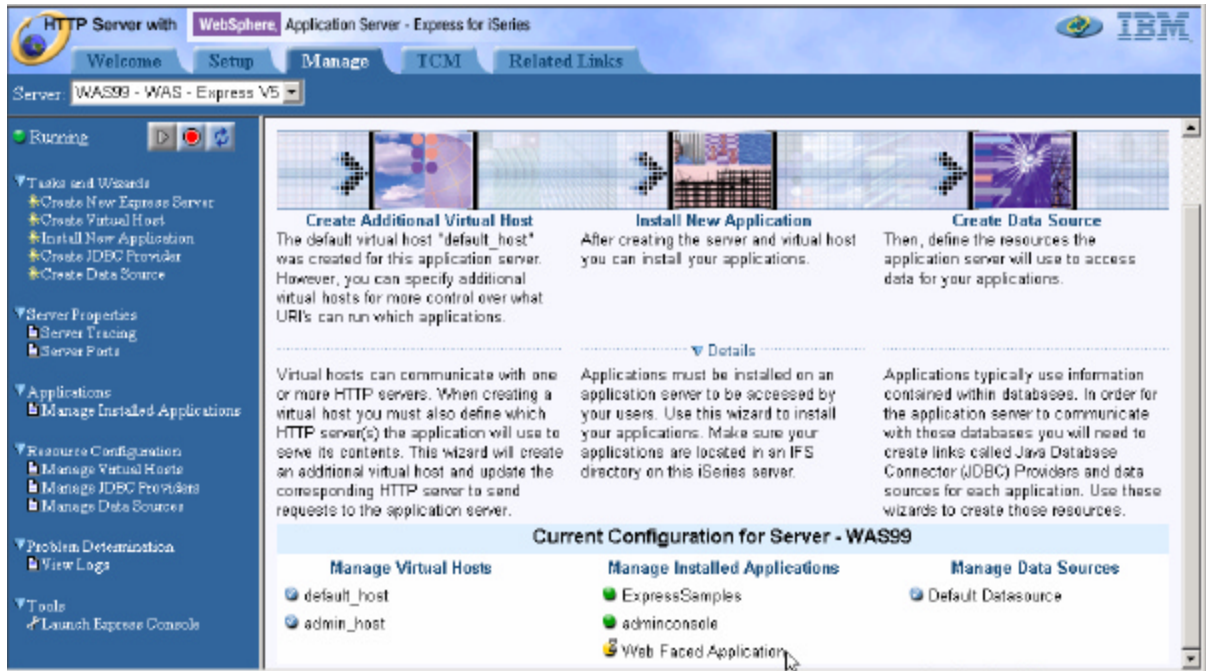 HTTP Server with WebSphere. Application Server - Express for iSeries
IBM
Welcome Setup Manage TCM Related Links
Server: WAS99 - WAS - Express V5
Running
Tasks and Wizards
Create New Express Server
Create Virtual Host
Install New Application
Create JDBC Provider
Create Data Source
Server Properties
Server Tracing
Server Ports
Applications
Manage Installed Applications
Resource Configuration
Manage Virtual Hosts
Manage JDBC Providers
Manage Data Sources
Problem Determination
View Logs
Tools
Launch Express Console
Create Additional Virtual Host
The default virtual host "default_host"
was created for this application server.
However, you can specify additional
virtual hosts for more control over what
URI's can run which applications.
Install New Application
After creating the server and virtual host
you can install your applications.
Create Data Source
Then, define the resources the
application server will use to access
data for your applications.
Details
Virtual hosts can communicate with one
or more HTTP servers. When creating a
virtual host you must also define which
HTTP server(s) the application will use to
serve its contents. This wizard will create
an additional virtual host and update the
corresponding HTTP server to send
requests to the application server.
Applications must be installed on an
application server to be accessed by
your users. Use this wizard to install
your applications. Make sure your
applications are located in an IFS
directory on this iSeries server.
Applications typically use information
contained within databases. In order for
the application server to communicate
with those databases you will need to
create links called Java Database
Connector (JDBC) Providers and data
sources for each application. Use these
wizards to create those resources.
Current Configuration for Server - WAS99
Manage Virtual Hosts
default_host
admin_host
Manage Installed Applications
ExpressSamples
adminconsole
Web Faced Application
Manage Data Sources
Default Datasource